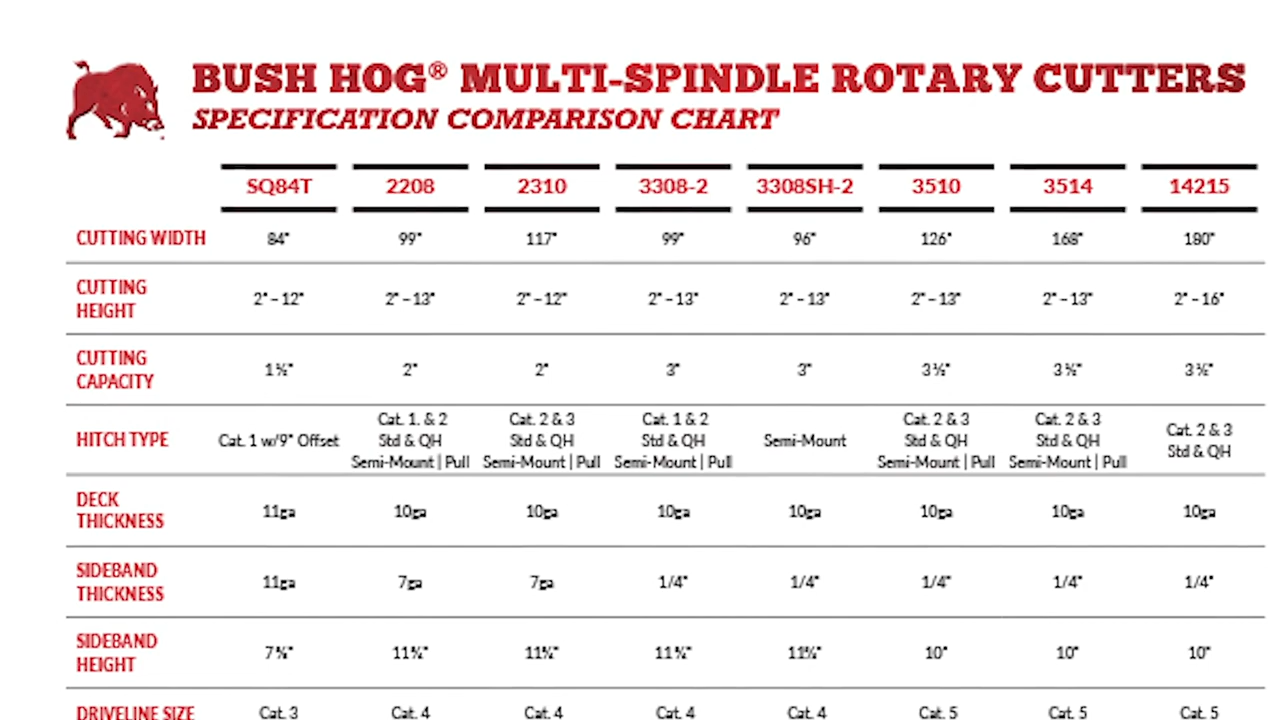 BUSH HOG® MULTI-SPINDLE ROTARY CUTTERS
SPECIFICATION COMPARISON CHART
SQ84T 2208 2310 3308-2 3308SH-2 3510 3514 14215
CUTTING WIDTH 84" 99" 117" 99" 96" 126" 168" 180"
CUTTING
HEIGHT 2" – 12" 2" – 13" 2" – 12" 2" – 13" 2" – 13" 2" – 13" 2" – 13" 2" – 16"
CUTTING
CAPACITY 2" 2" 3" 3"
HITCH TYPE Cat. 1 w/9" Offset Semi-Mount
Cat. 1. & 2 Cat. 2 & 3 Cat. 1 & 2 Cat. 2 & 3 Cat. 2 & 3 Cat. 2 & 3
Std & QH Std & QH Std & QH Std & QH Std & QH Std & QH
Semi-Mount | Pull Semi-Mount | Pull Semi-Mount | Pull Semi-Mount | Pull Semi-Mount | Pull
DECK
THICKNESS 11ga 10ga 10ga 10ga 10ga 10ga 10ga 10ga
SIDEBAND
THICKNESS 11ga 7ga 7ga 1/4" 1/4" 1/4" 1/4" 1/4"
SIDEBAND
HEIGHT 10" 10" 10"
DRIVELINE SIZE Cat. 3 Cat. 4 Cat. 4 Cat. 4 Cat. 4 Cat. 5 Cat. 5 Cat. 5